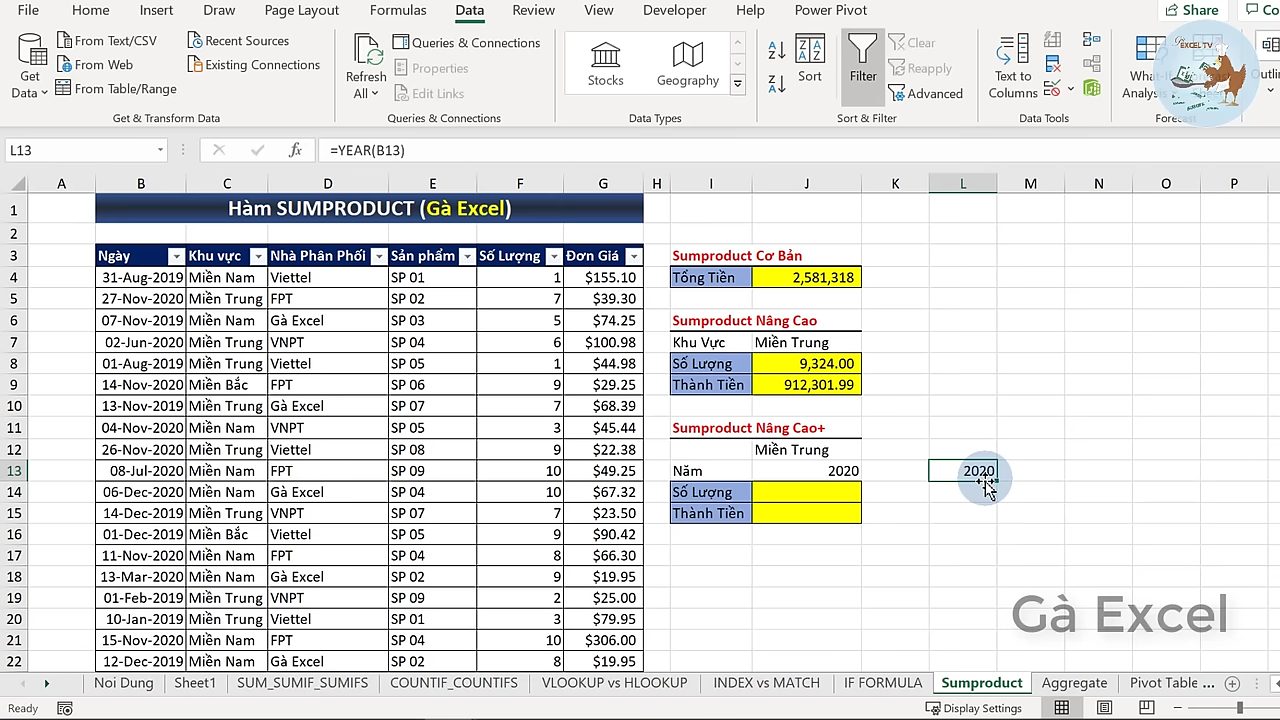 File Home Insert Draw Page Layout Formulas Data Review View Developer Help Power Pivot Share Co
Get Data From Text/CSV From Web From Table/Range Recent Sources Existing Connections
Refresh All Queries & Connections Properties Edit Links
Stocks Geography
Sort Filter Clear Reapply Advanced
Text to Columns What-If Analysis Outli
EXCEL TV
Get & Transform Data Queries & Connections Data Types Sort & Filter Data Tools Forecast
L13 fx =YEAR(B13)
A B C D E F G H I J K L M N O P
1 Hàm SUMPRODUCT (Gà Excel)
2
3 Ngày Khu vực Nhà Phân Phối Sản phẩm Số Lượng Đơn Giá Sumproduct Cơ Bản
4 31-Aug-2019 Miền Nam Viettel SP 01 1 $155.10 Tổng Tiền 2,581,318
5 27-Nov-2020 Miền Trung FPT SP 02 7 $39.30
6 07-Nov-2019 Miền Nam Gà Excel SP 03 5 $74.25 Sumproduct Nâng Cao
7 02-Jun-2020 Miền Trung VNPT SP 04 6 $100.98 Khu Vực Miền Trung
8 01-Aug-2019 Miền Trung Viettel SP 05 1 $44.98 Số Lượng 9,324.00
9 14-Nov-2020 Miền Bắc FPT SP 06 9 $29.25 Thành Tiền 912,301.99
10 13-Nov-2019 Miền Trung Gà Excel SP 07 7 $68.39
11 04-Nov-2019 Miền Nam VNPT SP 05 3 $45.44 Sumproduct Nâng Cao+
12 26-Nov-2019 Miền Trung Viettel SP 08 9 $22.38 Miền Trung
13 08-Jul-2020 Miền Nam FPT SP 09 10 $49.25 Năm 2020 2020
14 06-Dec-2020 Miền Nam Gà Excel SP 04 10 $67.32 Số Lượng
15 14-Dec-2019 Miền Trung VNPT SP 07 7 $23.50 Thành Tiền
16 01-Dec-2019 Miền Bắc Viettel SP 05 9 $90.42
17 11-Nov-2020 Miền Nam FPT SP 04 8 $66.30
18 13-Mar-2020 Miền Nam Gà Excel SP 02 9 $19.95
19 01-Feb-2019 Miền Trung VNPT SP 09 2 $25.00
20 10-Jan-2019 Miền Trung Viettel SP 01 3 $79.95
21 15-Nov-2020 Miền Nam FPT SP 04 10 $306.00
22 12-Dec-2019 Miền Nam Gà Excel SP 02 8 $19.95
Gà Excel
Noi Dung Sheet1 SUM_SUMIF_SUMIFS COUNTIF_COUNTIFS VLOOKUP vs HLOOKUP INDEX vs MATCH IF FORMULA Sumproduct Aggregate Pivot Table ...
Ready Display Settings